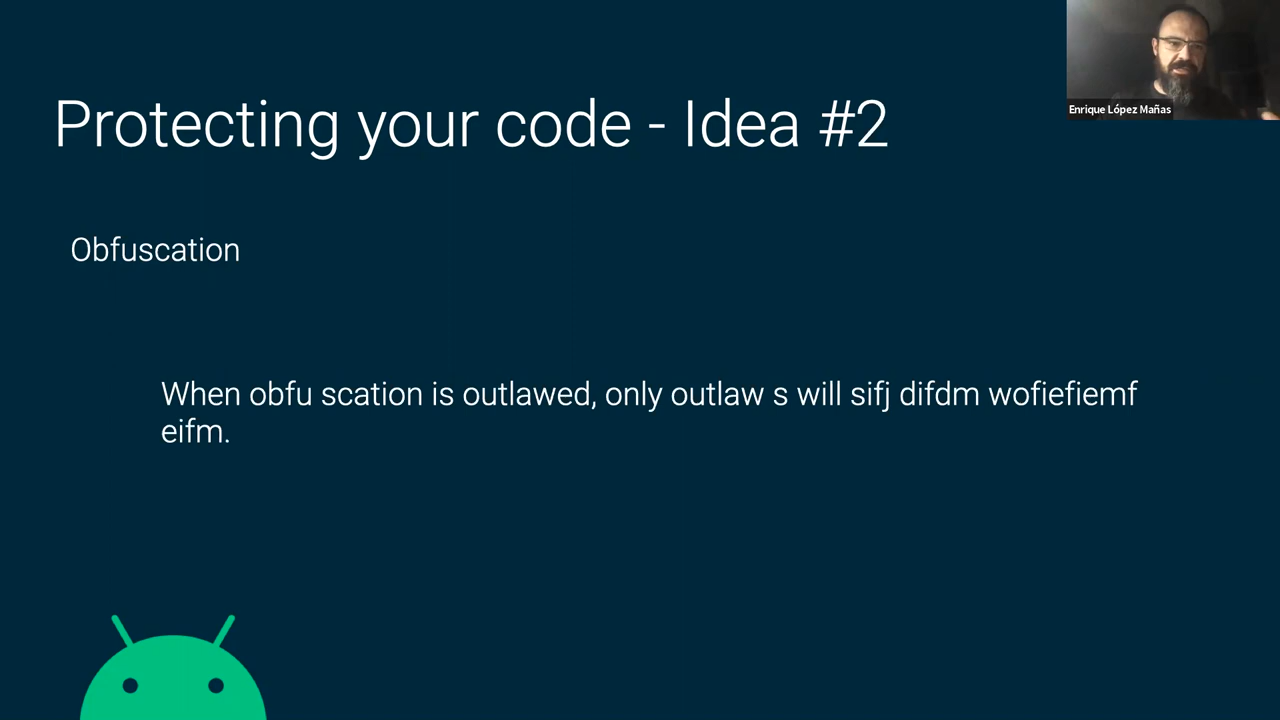 Protecting your code - Idea #2
Enrique López Mañas
Obfuscation
When obfu scation is outlawed, only outlaw s will sifj difdm wofiefiemf
eifm.